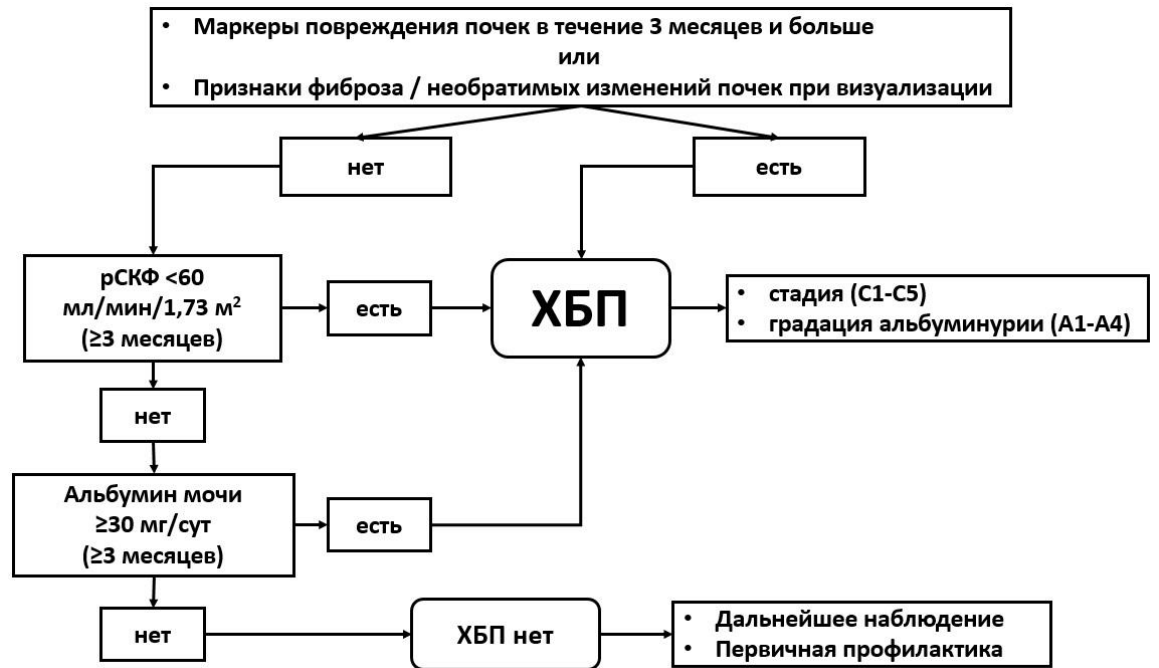 • Маркеры повреждения почек в течение 3 месяцев и больше
или
• Признаки фиброза / необратимых изменений почек при визуализации
нет
есть
рСКФ <60
мл/мин/1,73 м²
(≥3 месяцев)
есть
ХБП
• стадия (С1-С5)
• градация альбуминурии (А1-А4)
нет
Альбумин мочи
≥30 мг/сут
(≥3 месяцев)
есть
нет
ХБП нет
• Дальнейшее наблюдение
• Первичная профилактика